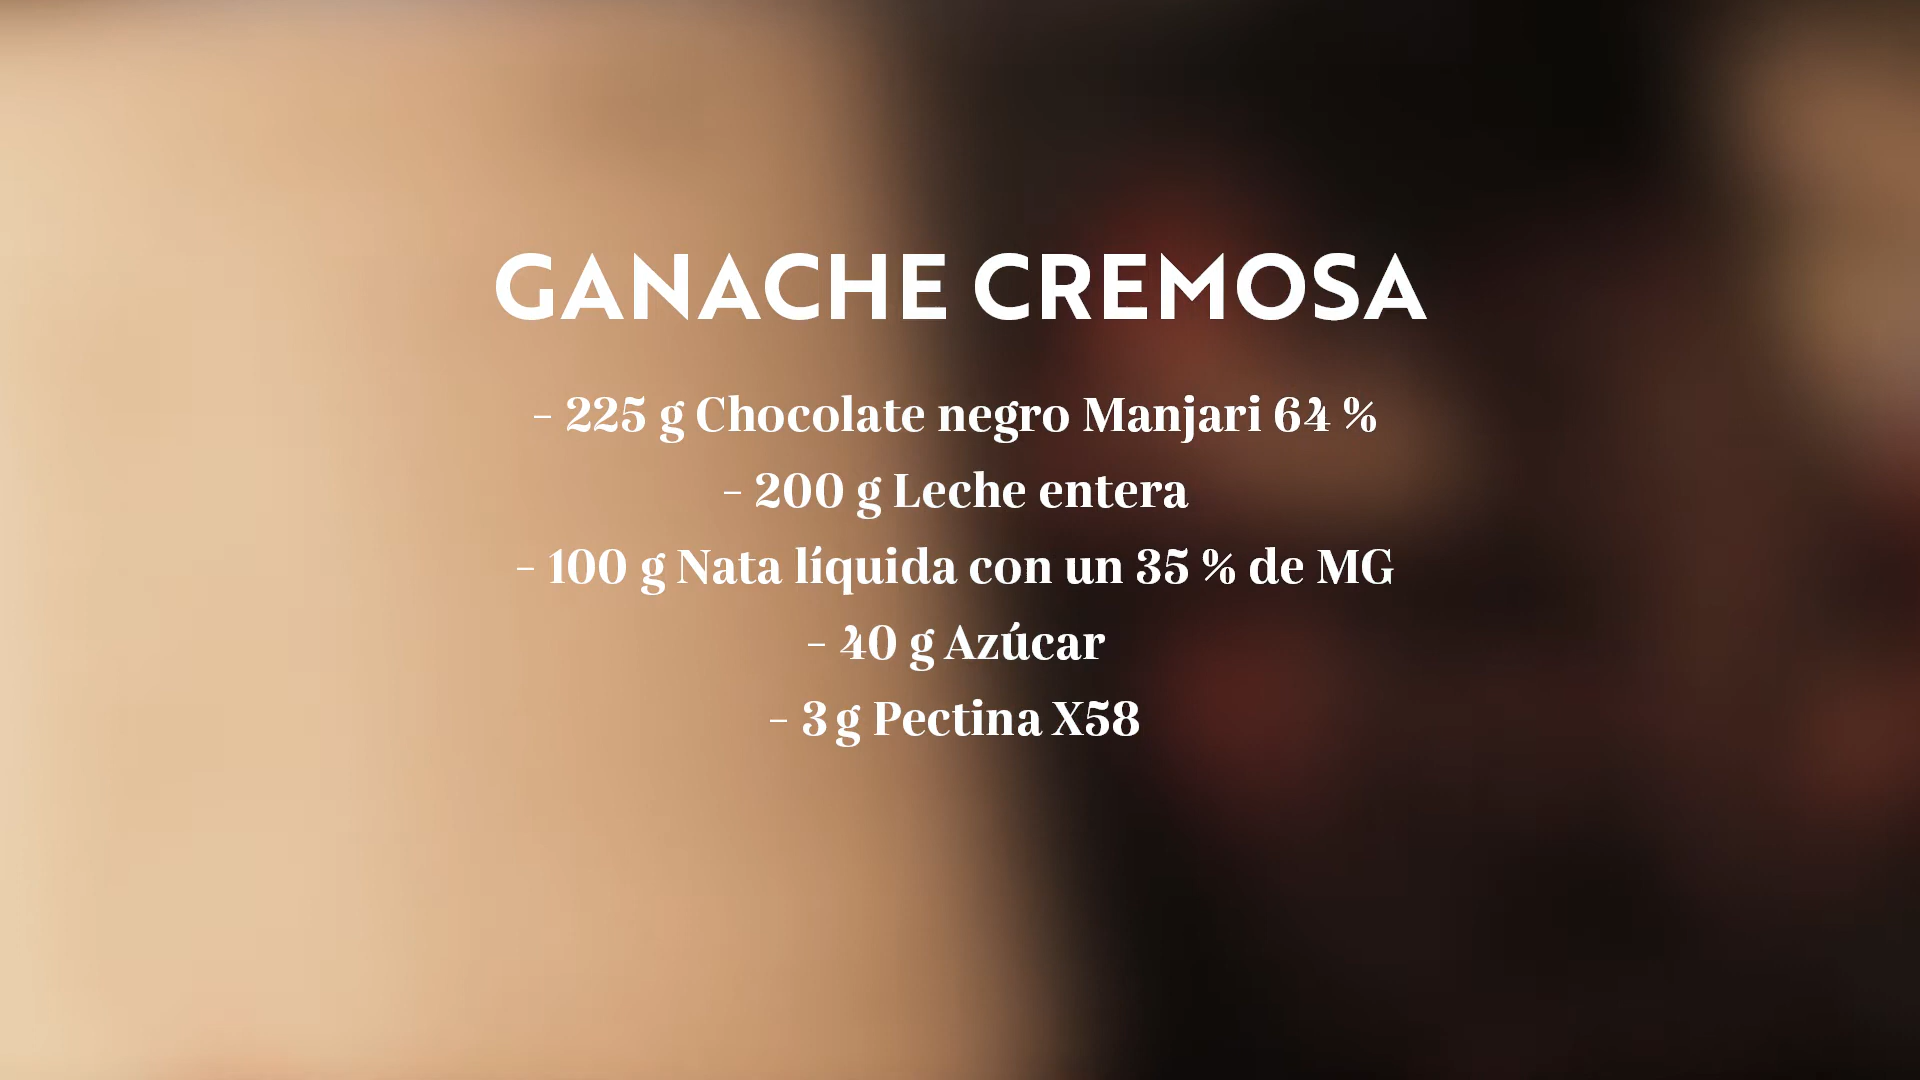 GANACHE CREMOSA
- 225 g Chocolate negro Manjari 64 %
- 200 g Leche entera
- 100 g Nata líquida con un 35 % de MG
- 40 g Azúcar
- 3 g Pectina X58